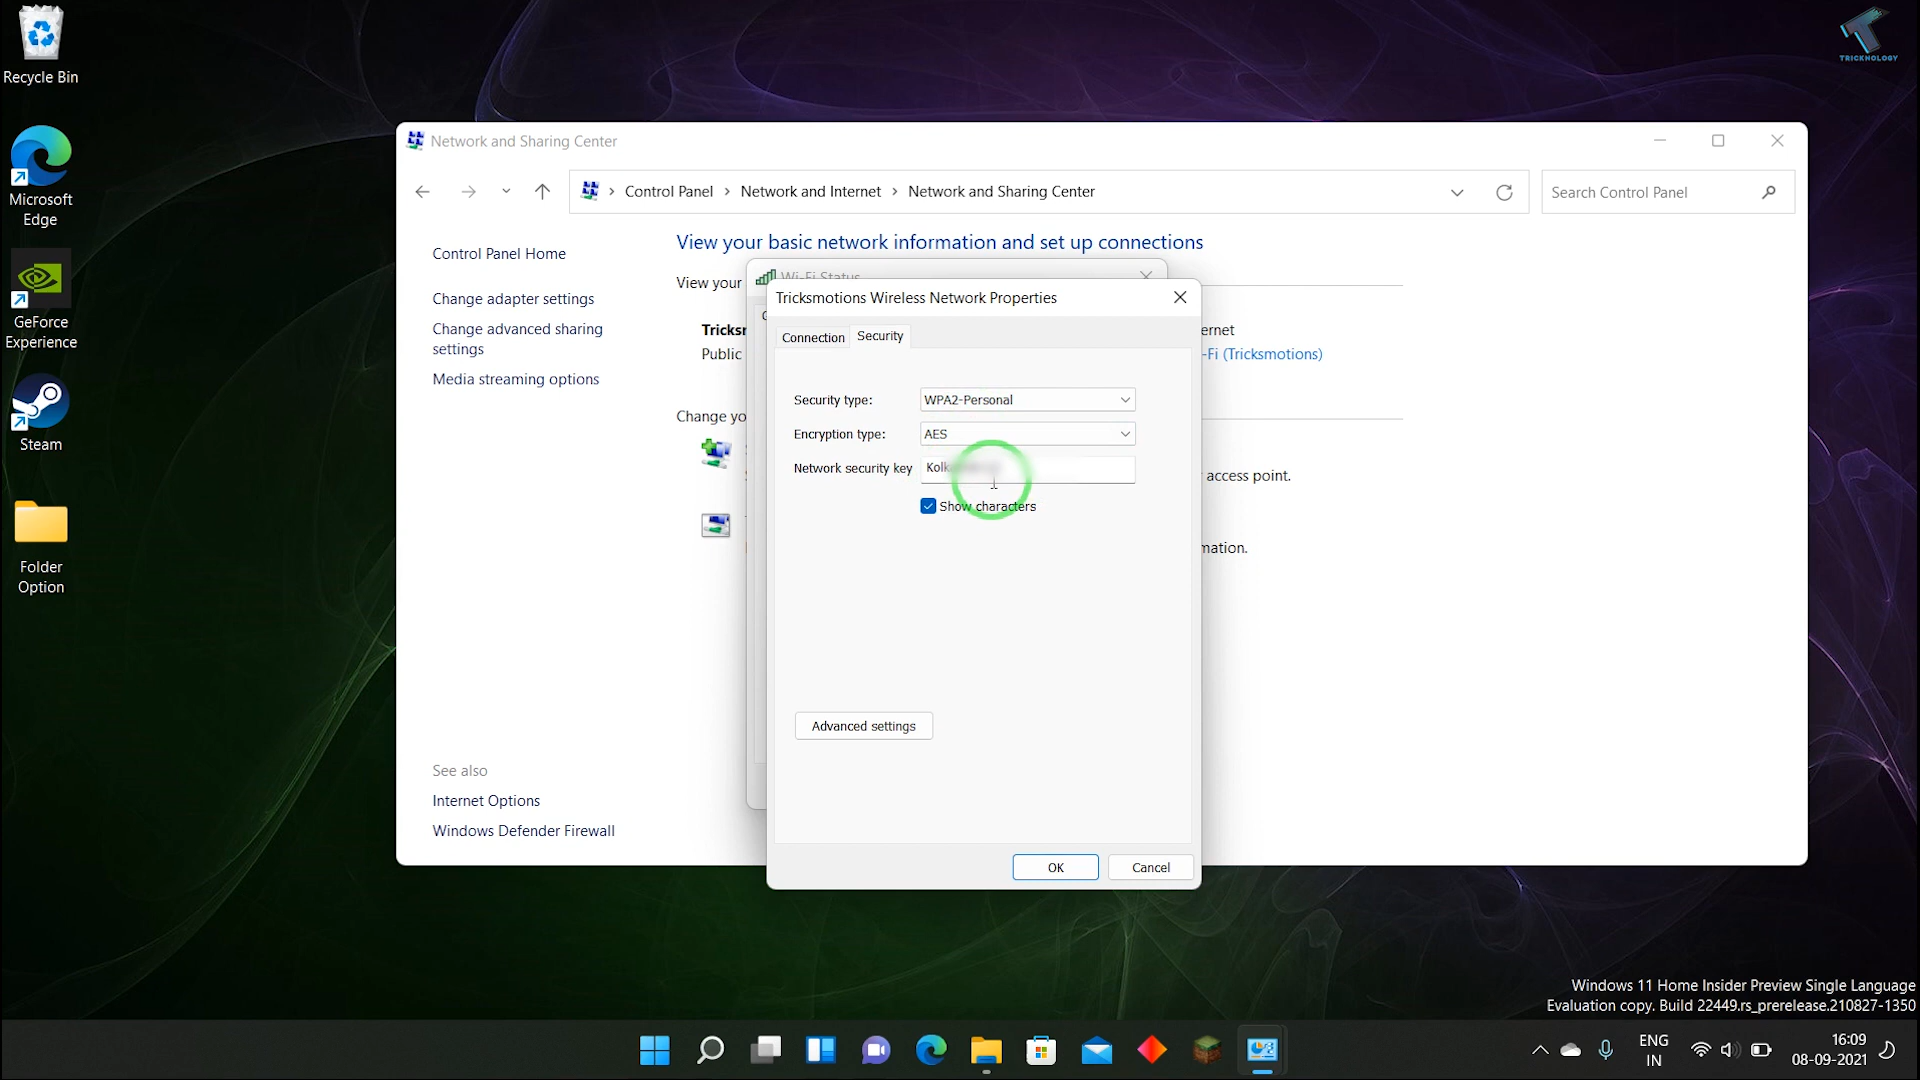 Recycle Bin
Microsoft
Edge
GeForce
Experience
Steam
Folder
Option
TRICKNOLOGY
Network and Sharing Center
Control Panel > Network and Internet > Network and Sharing Center
Search Control Panel
Control Panel Home
Change adapter settings
Change advanced sharing
settings
Media streaming options
See also
Internet Options
Windows Defender Firewall
View your basic network information and set up connections
View your
Public
-Fi (Tricksmotions)
access point.
Wi-Fi Status
Tricksmotions Wireless Network Properties
Connection
Security
Security type:
WPA2-Personal
Encryption type:
AES
Network security key
Show characters
Advanced settings
OK
Cancel
Windows 11 Home Insider Preview Single Language
Evaluation copy. Build 22449.rs_prerelease.210827-1350
ENG
IN
16:09
08-09-2021